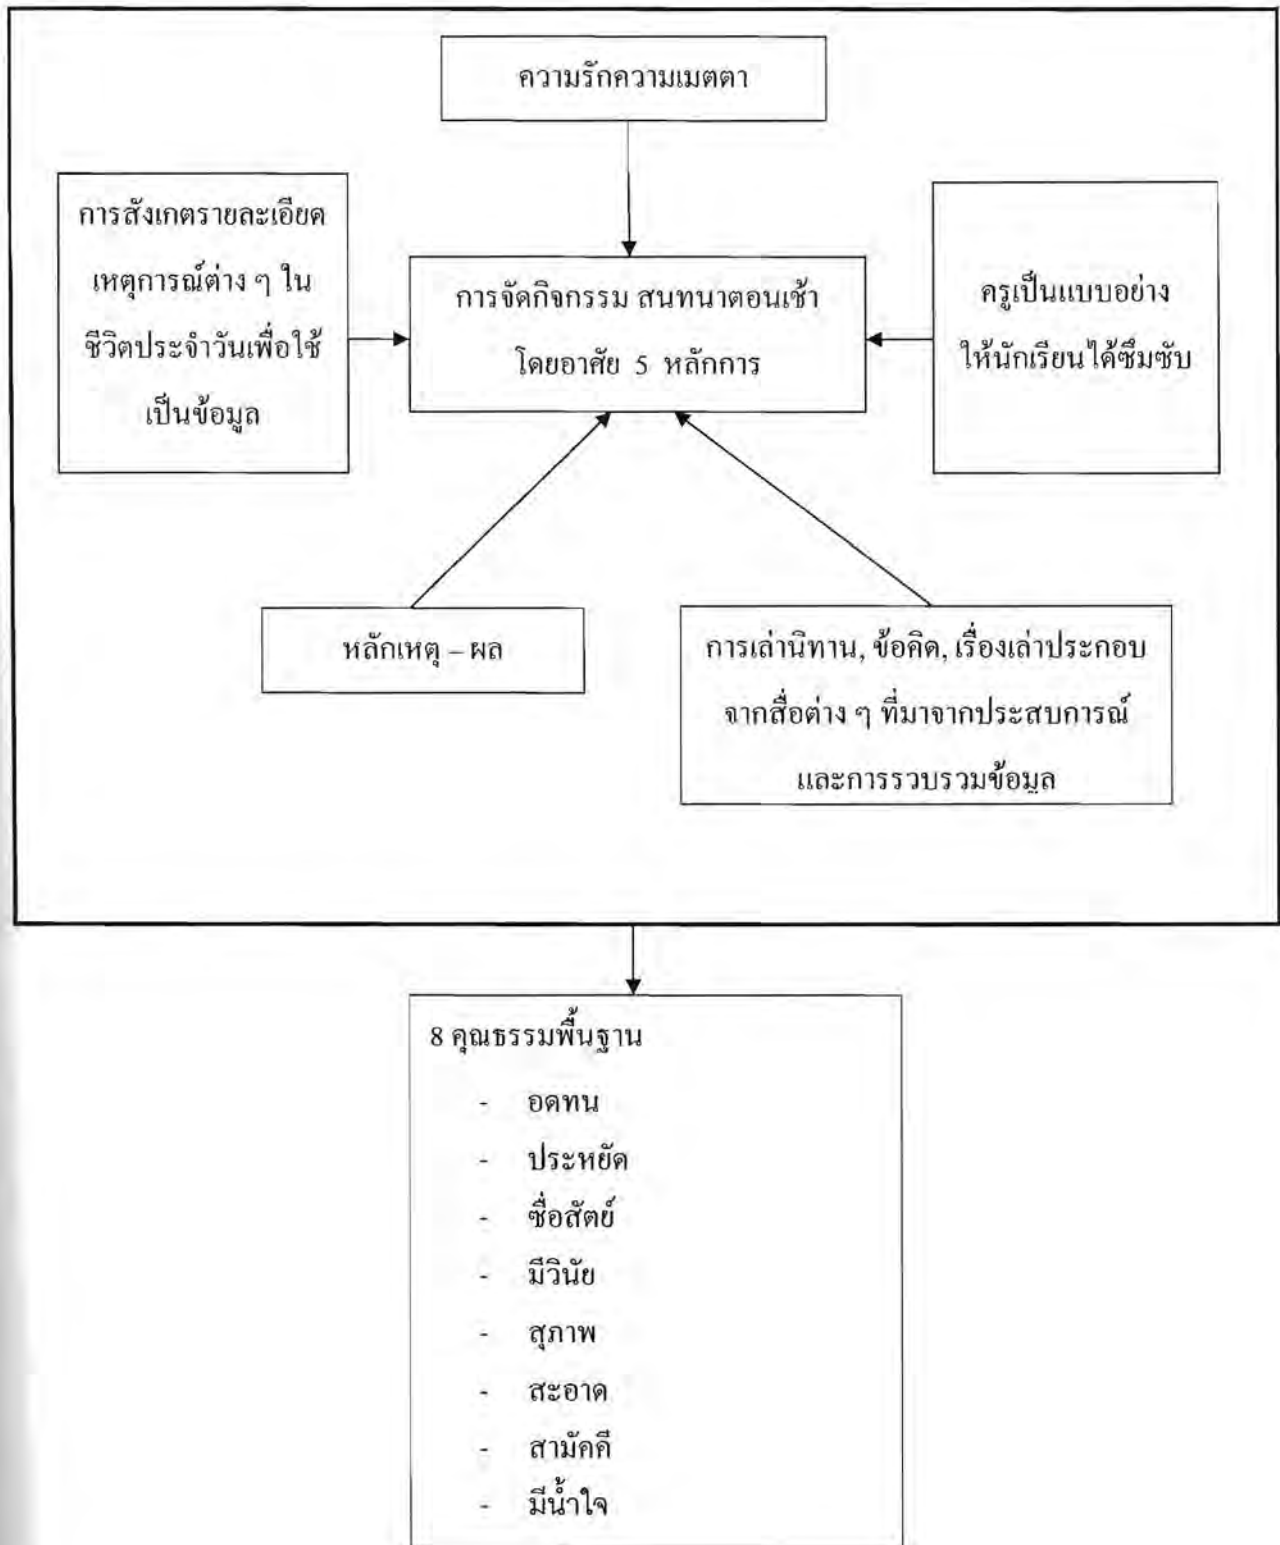 ความรักความเมตตา
การสังเกตรายละเอียด
เหตุการณ์ต่าง ๆ ใน
ชีวิตประจำวันเพื่อใช้
เป็นข้อมูล
การจัดกิจกรรม สนทนาตอนเช้า
โดยอาศัย 5 หลักการ
ครูเป็นแบบอย่าง
ให้นักเรียนได้ซึมซับ
หลักเหตุ – ผล
การเล่านิทาน, ข้อคิด, เรื่องเล่าประกอบ
จากสื่อต่าง ๆ ที่มาจากประสบการณ์
และการรวบรวมข้อมูล
8 คุณธรรมพื้นฐาน
- อดทน
- ประหยัด
- ซื่อสัตย์
- มีวินัย
- สุภาพ
- สะอาด
- สามัคคี
- มีน้ำใจ